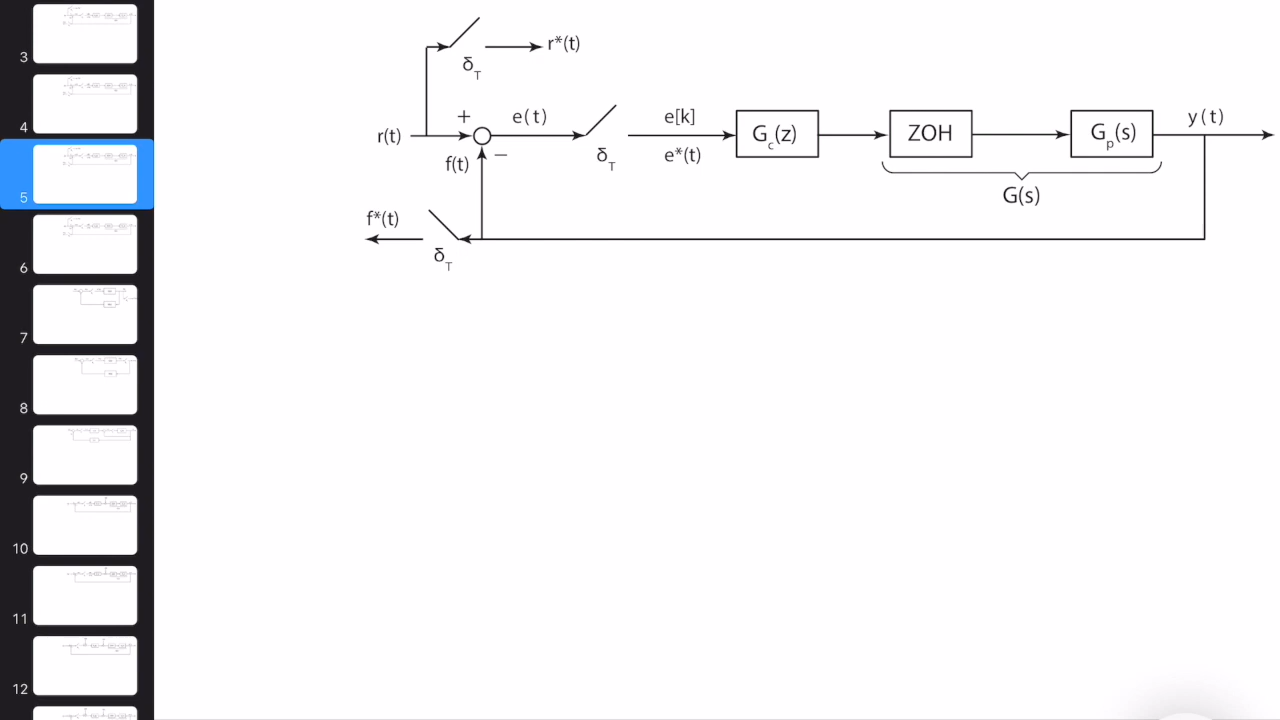 3
4
5
6
7
8
9
10
11
12
r*(t)
δT
r(t)
+
e(t)
δT
e[k]
e*(t)
Gc(z)
ZOH
Gp(s)
y(t)
f(t)
−
G(s)
f*(t)
δT